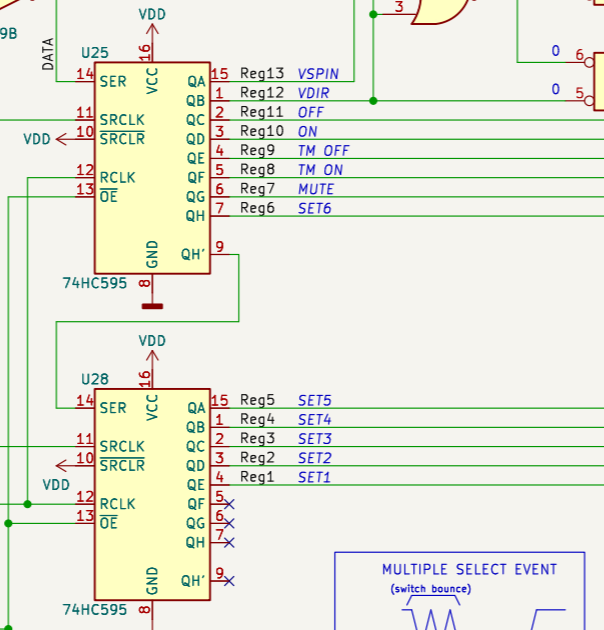 3
9B
VDD
DATA
U25
16
VCC
0 6
14 SER QA 15 Reg13 VSPIN
QB 1 Reg12 VDIR 0 5
11 SRCLK QC 2 Reg11 OFF
VDD 10 SRCLR QD 3 Reg10 ON
QE 4 Reg9 TM OFF
12 RCLK QF 5 Reg8 TM ON
13 OE QG 6 Reg7 MUTE
QH 7 Reg6 SET6
GND QH' 9
74HC595 8
VDD
U28
16
VCC
14 SER QA 15 Reg5 SET5
QB 1 Reg4 SET4
11 SRCLK QC 2 Reg3 SET3
10 SRCLR QD 3 Reg2 SET2
VDD QE 4 Reg1 SET1
12 RCLK QF 5
13 OE QG 6
QH 7
GND QH' 9
74HC595 8
MULTIPLE SELECT EVENT
(switch bounce)